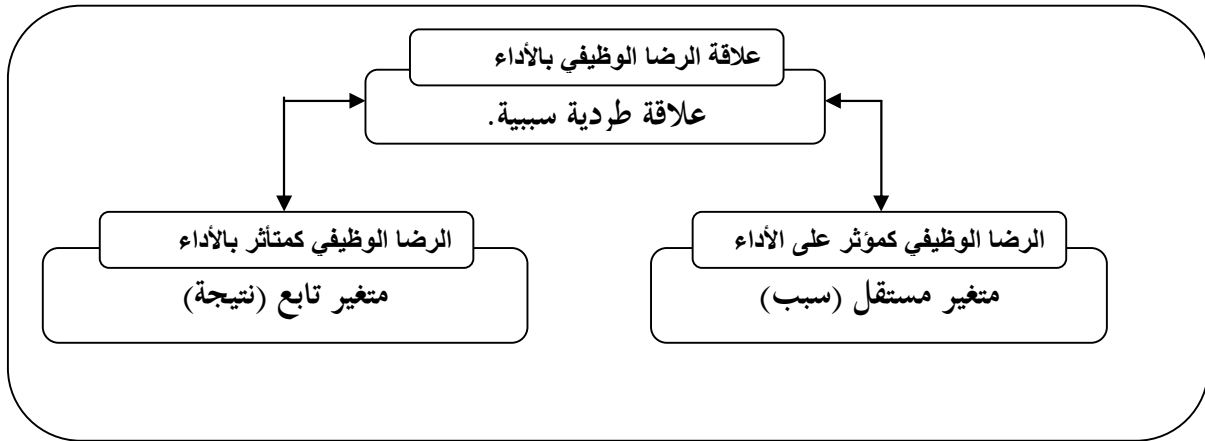 علاقة الرضا الوظيفي بالأداء
علاقة طردية سببية.
الرضا الوظيفي كمؤثر على الأداء
متغير مستقل (سبب)
الرضا الوظيفي كمتأثر بالأداء
متغير تابع (نتيجة)